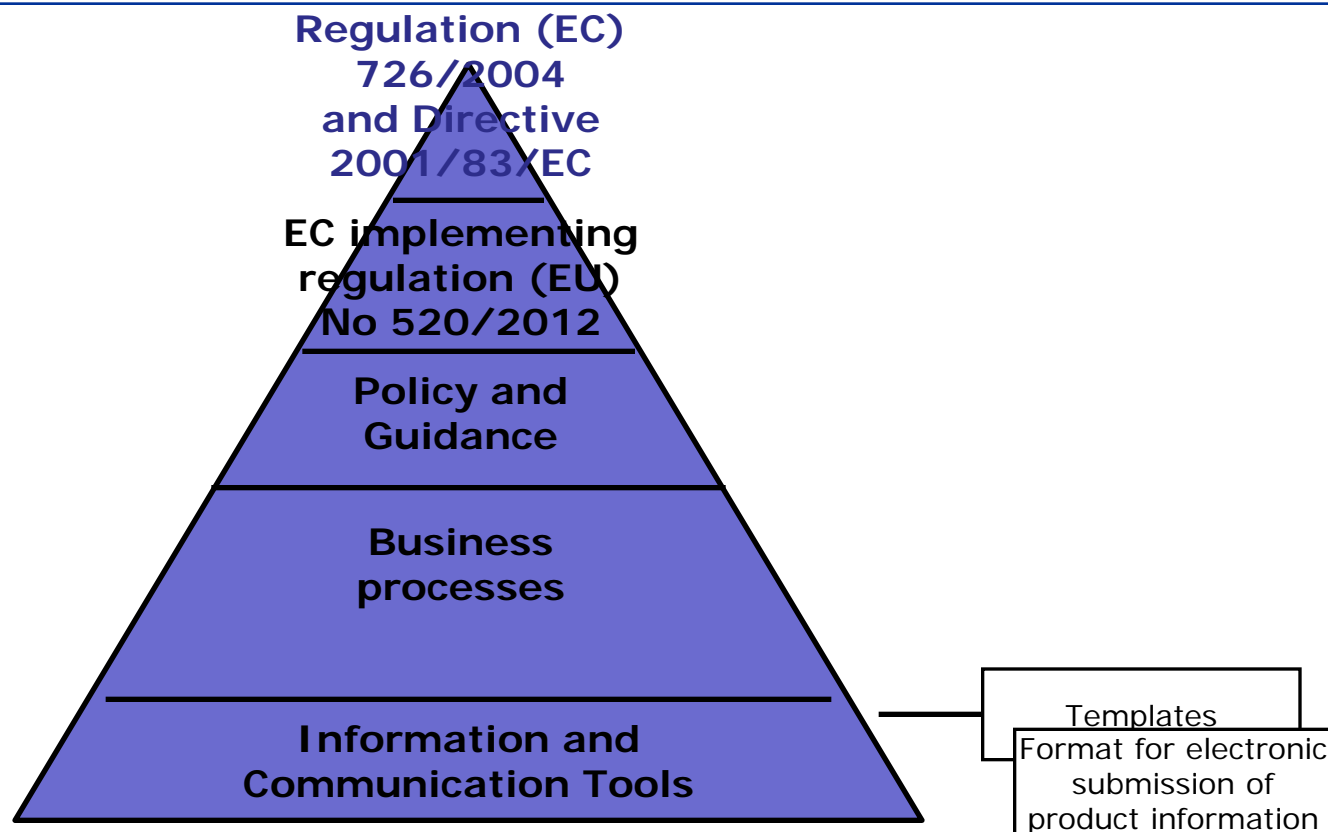 Regulation (EC)
726/2004
and Directive
2001/83/EC
EC implementing
regulation (EU)
No 520/2012
Policy and
Guidance
Business
processes
Information and
Communication Tools
Templates
Format for electronic
submission of
product information